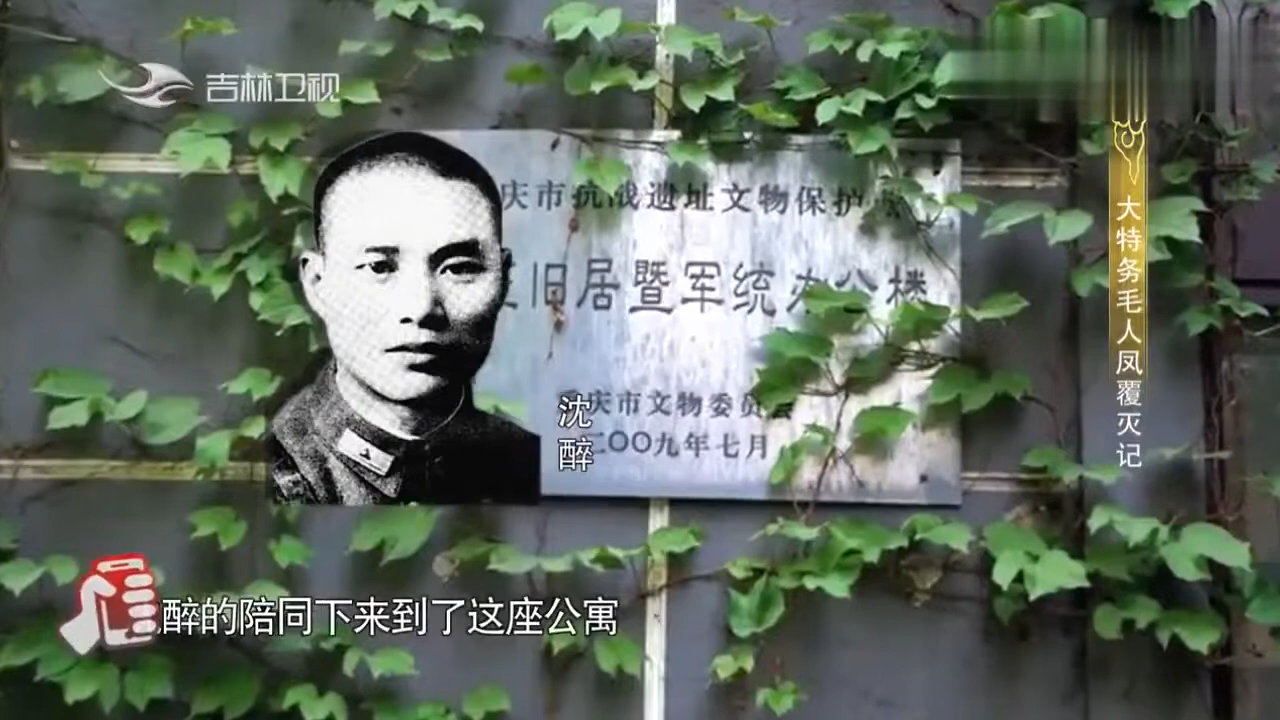 吉林卫视
庆市抗战遗址文物保护
旧居暨军统办公楼
庆市文物委员会
二〇〇九年七月
沈醉
大特务毛人凤覆灭记
醉的陪同下来到了这座公寓